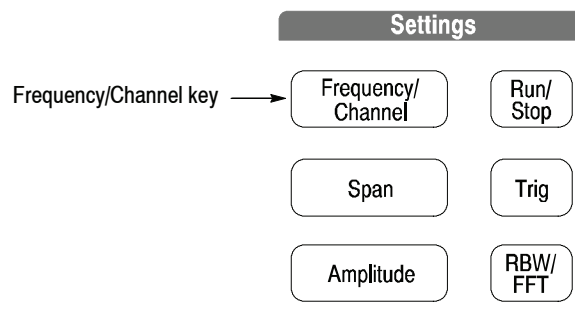 Settings
Frequency/Channel key
Frequency/
Channel
Run/
Stop
Span
Trig
Amplitude
RBW/
FFT